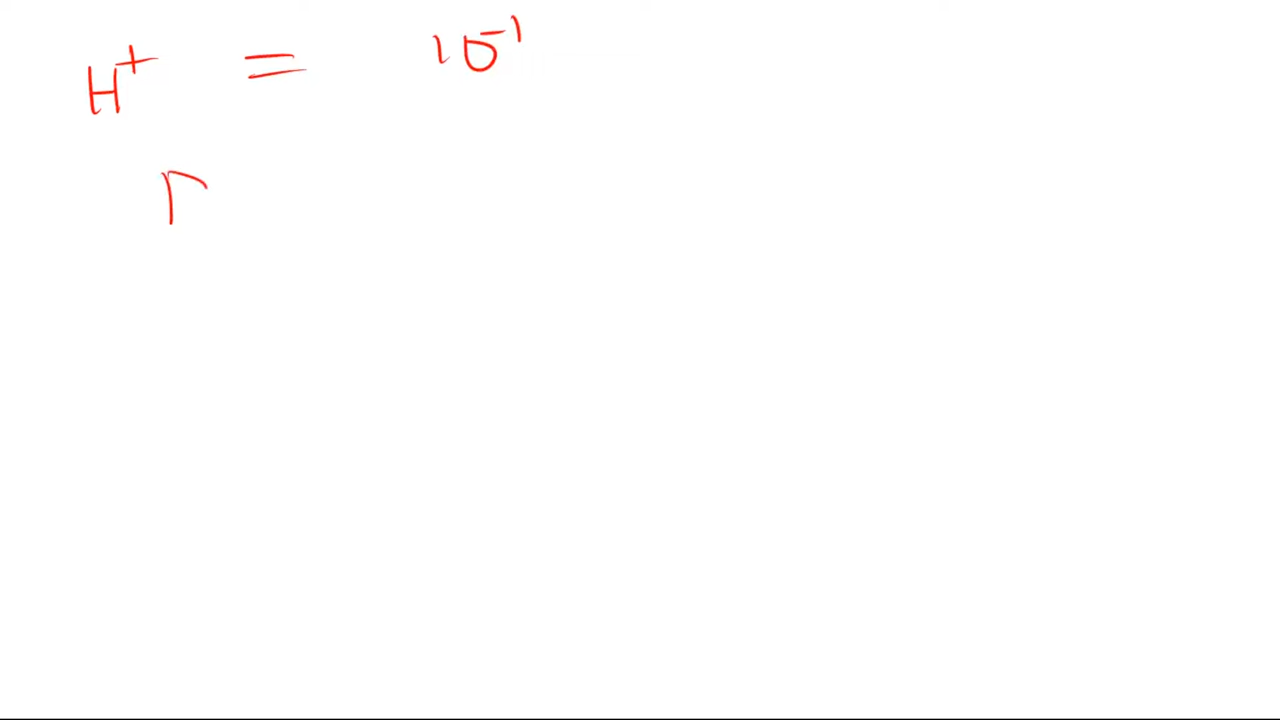 H⁺ = 10⁻¹